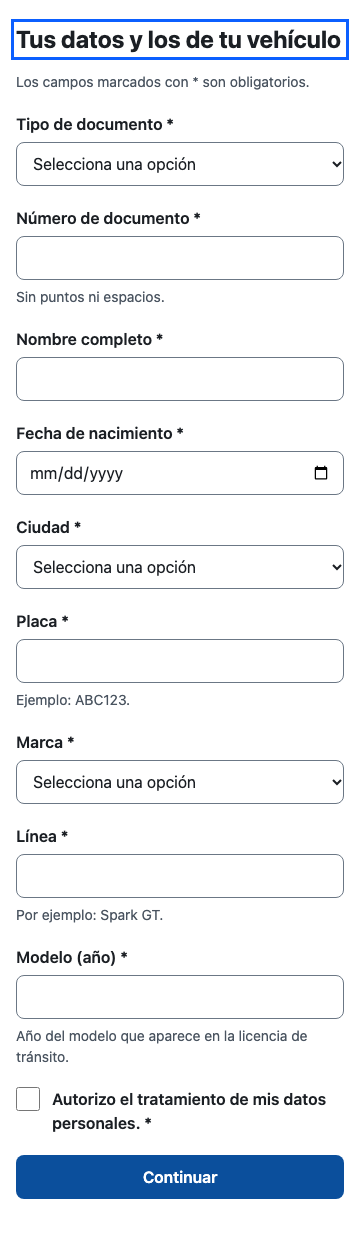 Tus datos y los de tu vehículo
Los campos marcados con * son obligatorios.
Tipo de documento *
Selecciona una opción
Número de documento *
Sin puntos ni espacios.
Nombre completo *
Fecha de nacimiento *
mm/dd/yyyy
Ciudad *
Selecciona una opción
Placa *
Ejemplo: ABC123.
Marca *
Selecciona una opción
Línea *
Por ejemplo: Spark GT.
Modelo (año) *
Año del modelo que aparece en la licencia de
tránsito.
Autorizo el tratamiento de mis datos
personales. *
Continuar